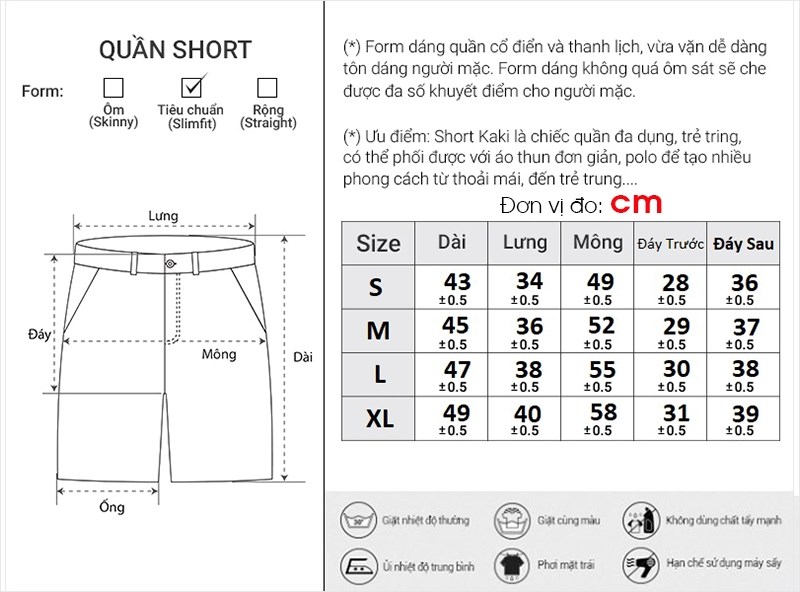 QUẦN SHORT
Form:
Ôm
(Skinny)
Tiêu chuẩn
(Slimfit)
Rộng
(Straight)
Lưng
Đáy
Mông
Dài
Ống
(*) Form dáng quần cổ điển và thanh lịch, vừa vặn dễ dàng
tôn dáng người mặc. Form dáng không quá ôm sát sẽ che
được đa số khuyết điểm cho người mặc.
(*) Ưu điểm: Short Kaki là chiếc quần đa dụng, trẻ tring,
có thể phối được với áo thun đơn giản, polo để tạo nhiều
phong cách từ thoải mái, đến trẻ trung....
Đơn vị đo: cm
Size Dài Lưng Mông Đáy Trước Đáy Sau
S 43 34 49 28 36
±0.5 ±0.5 ±0.5 ±0.5 ±0.5
M 45 36 52 29 37
±0.5 ±0.5 ±0.5 ±0.5 ±0.5
L 47 38 55 30 38
±0.5 ±0.5 ±0.5 ±0.5 ±0.5
XL 49 40 58 31 39
±0.5 ±0.5 ±0.5 ±0.5 ±0.5
30° Giặt nhiệt độ thường Giặt cùng màu Không dùng chất tẩy mạnh
Ủi nhiệt độ trung bình Phơi mặt trái Hạn chế sử dụng máy sấy